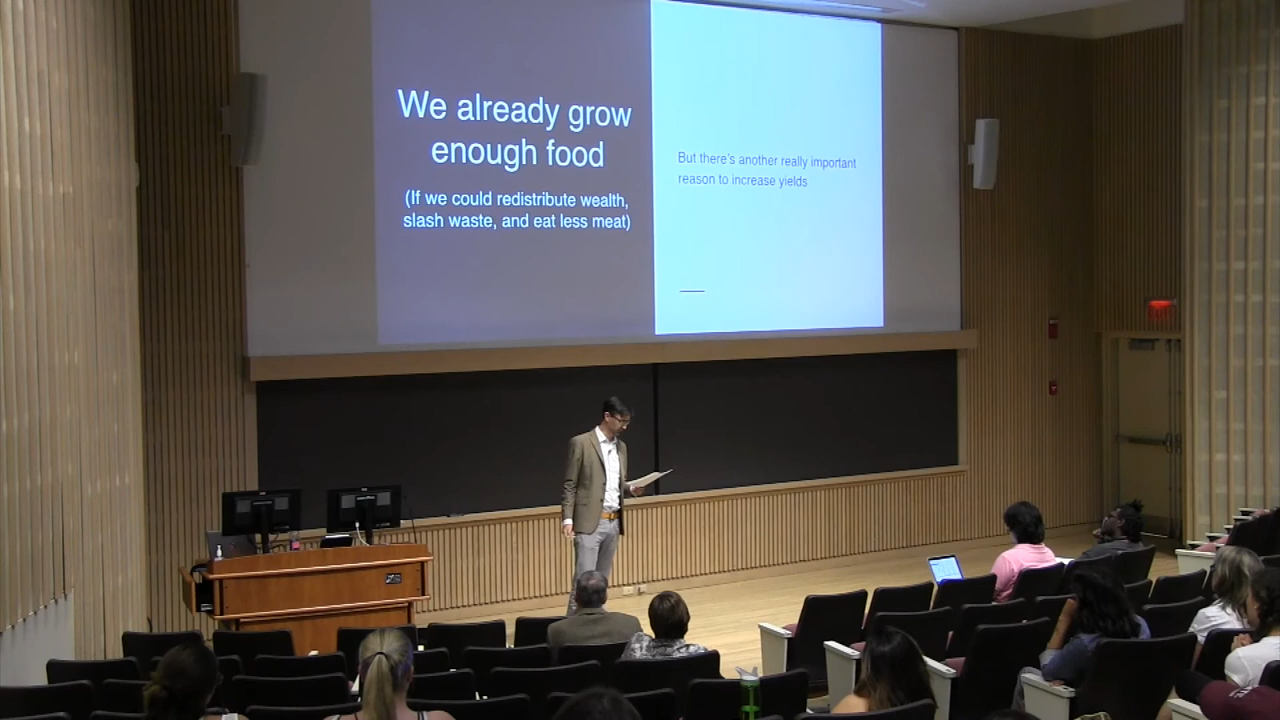 We already grow
enough food
(If we could redistribute wealth,
slash waste, and eat less meat)
But there's another really important
reason to increase yields